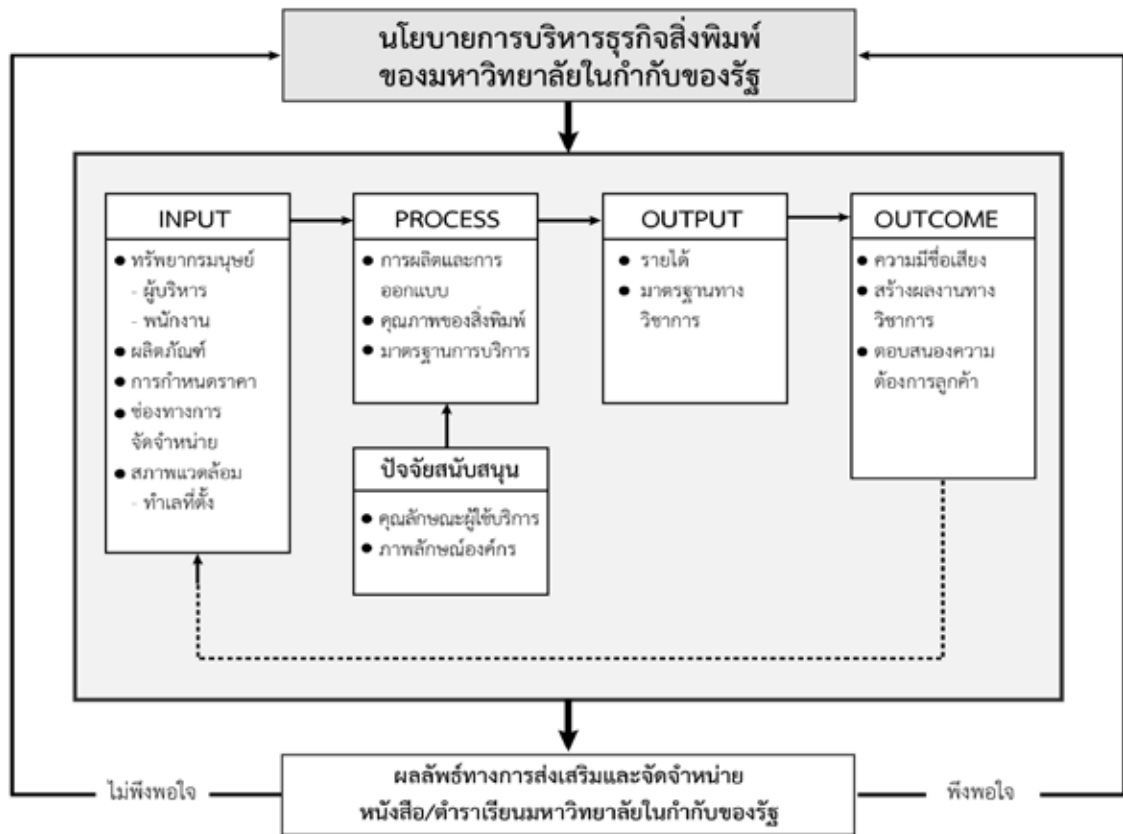 นโยบายการบริหารธุรกิจสิ่งพิมพ์
ของมหาวิทยาลัยในกำกับของรัฐ
INPUT
● ทรัพยากรมนุษย์
- ผู้บริหาร
- พนักงาน
● ผลิตภัณฑ์
● การกำหนดราคา
● ช่องทางการ
จัดจำหน่าย
● สภาพแวดล้อม
- ทำเลที่ตั้ง
PROCESS
● การผลิตและการ
ออกแบบ
● คุณภาพของสิ่งพิมพ์
● มาตรฐานการบริการ
ปัจจัยสนับสนุน
● คุณลักษณะผู้ใช้บริการ
● ภาพลักษณ์องค์กร
OUTPUT
● รายได้
● มาตรฐานทาง
วิชาการ
OUTCOME
● ความมีชื่อเสียง
● สร้างผลงานทาง
วิชาการ
● ตอบสนองความ
ต้องการลูกค้า
ไม่พึงพอใจ
ผลลัพธ์ทางการส่งเสริมและจัดจำหน่าย
หนังสือ/ตำราเรียนมหาวิทยาลัยในกำกับของรัฐ
พึงพอใจ